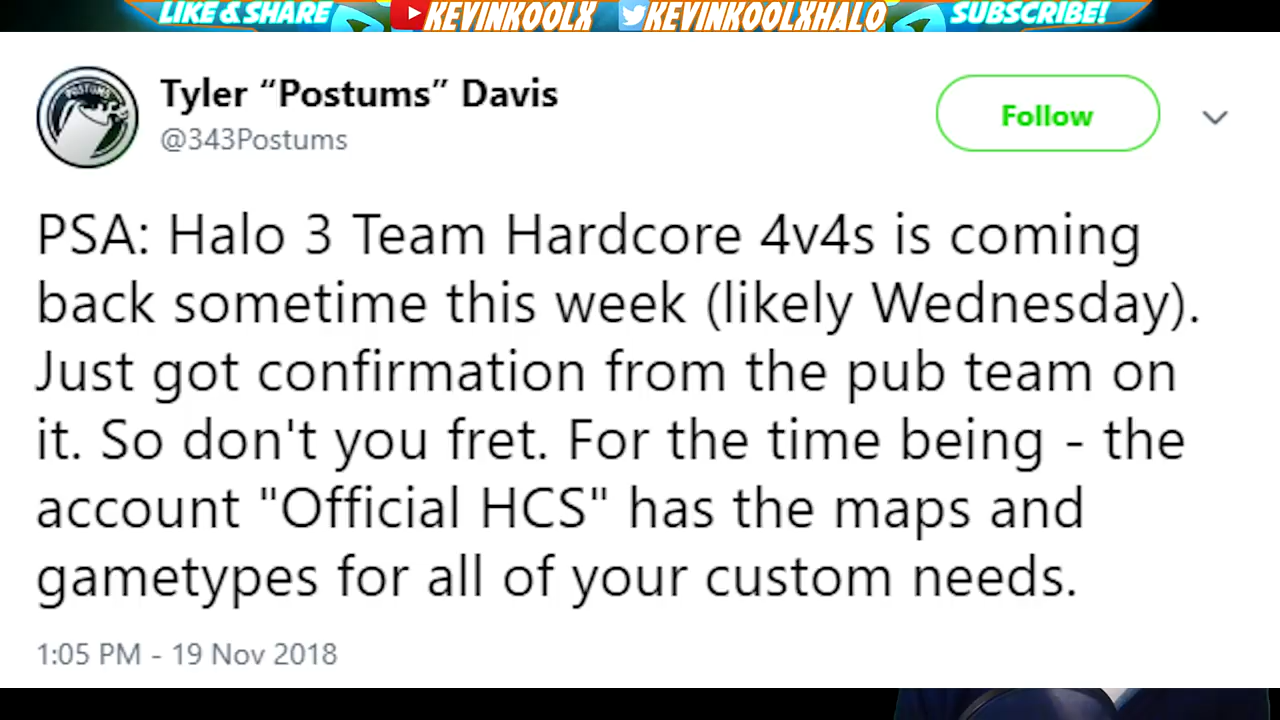 LIKE & SHARE KEVINKOOLX KEVINKOOLXHALO SUBSCRIBE!
Tyler “Postums” Davis
@343Postums
Follow
POSTUMS
PSA: Halo 3 Team Hardcore 4v4s is coming
back sometime this week (likely Wednesday).
Just got confirmation from the pub team on
it. So don't you fret. For the time being - the
account "Official HCS" has the maps and
gametypes for all of your custom needs.
1:05 PM - 19 Nov 2018